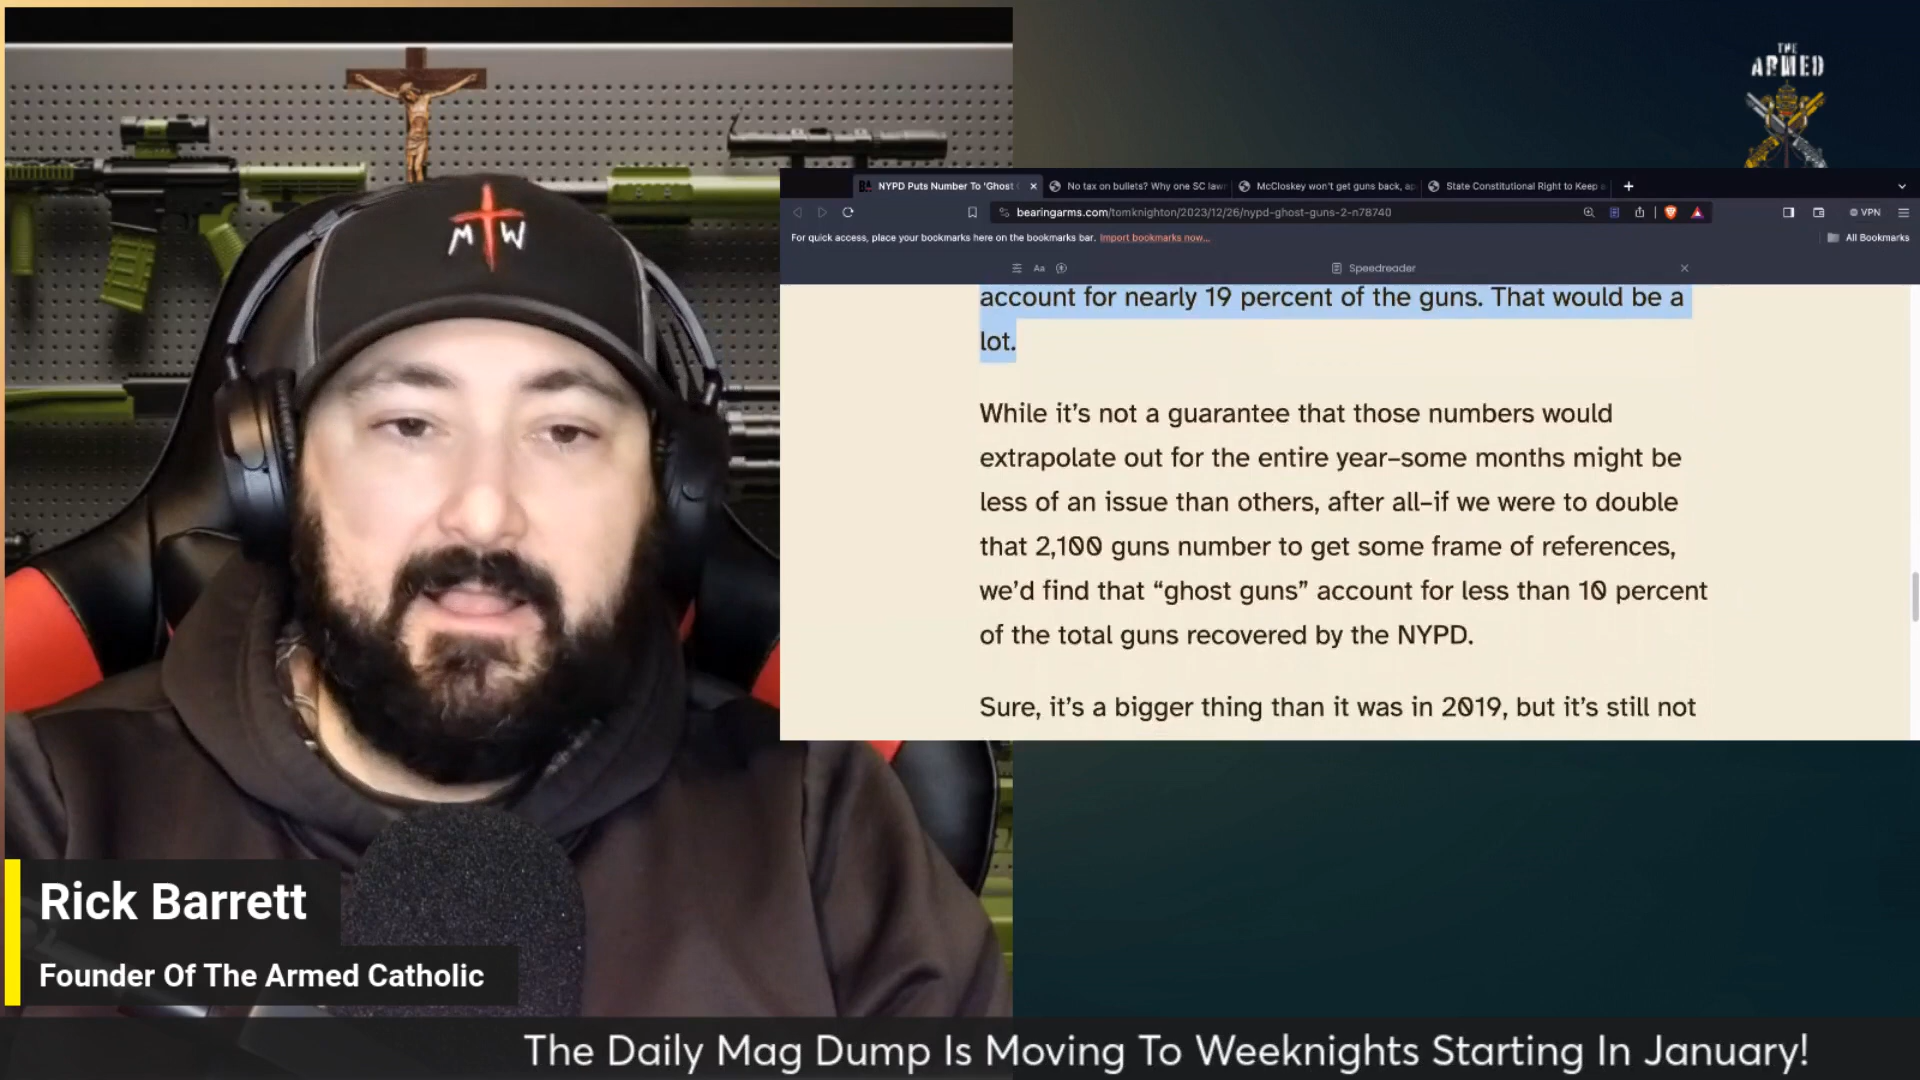 THE
ARMED
M W
NYPD Puts Number To 'Ghost
No tax on bullets? Why one SC law
McCloskey won't get guns back, ap
State Constitutional Right to Keep
bearingarms.com/tomknighton/2023/12/26/nypd-ghost-guns-2-n78740
VPN
For quick access, place your bookmarks here on the bookmarks bar. Import bookmarks now...
All Bookmarks
Aa
Speedreader
account for nearly 19 percent of the guns. That would be a
lot.
While it's not a guarantee that those numbers would
extrapolate out for the entire year–some months might be
less of an issue than others, after all–if we were to double
that 2,100 guns number to get some frame of references,
we'd find that “ghost guns” account for less than 10 percent
of the total guns recovered by the NYPD.
Sure, it's a bigger thing than it was in 2019, but it's still not
Rick Barrett
Founder Of The Armed Catholic
The Daily Mag Dump Is Moving To Weeknights Starting In January!